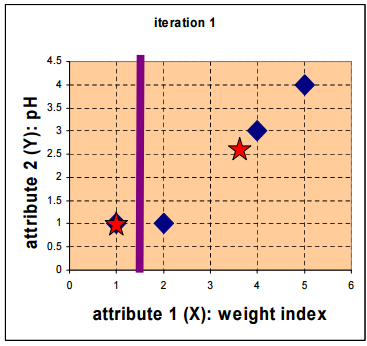 iteration 1
attribute 2 (Y): pH
4.5
4
3.5
3
2.5
2
1.5
1
0.5
0
0 1 2 3 4 5 6
attribute 1 (X): weight index